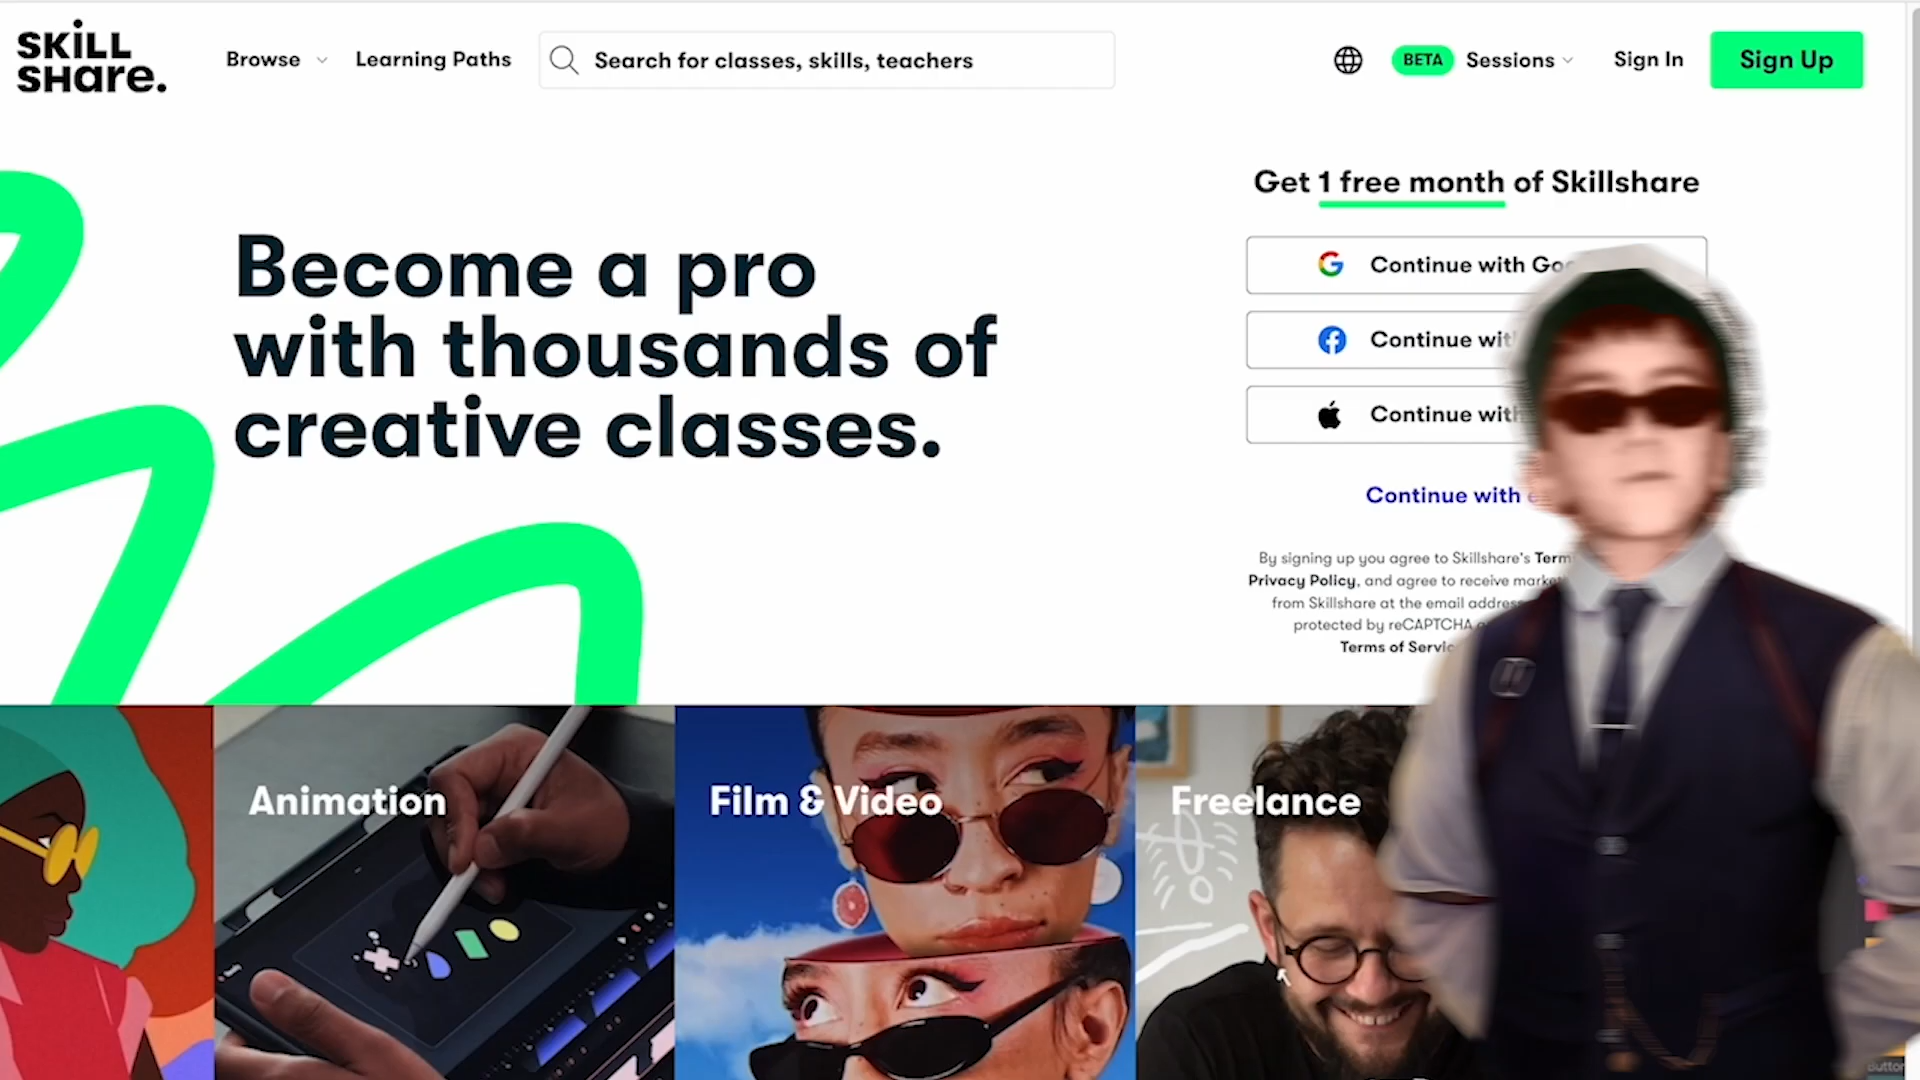 SKILL
SHare.
Browse
Learning Paths
Search for classes, skills, teachers
BETA
Sessions
Sign In
Sign Up
Get 1 free month of Skillshare
Become a pro
with thousands of
creative classes.
Continue with
Continue
Continue with
Continue with
By signing up you agree to Skillshare's
Privacy Policy, and agree to receive
from Skillshare at the email
protected by reCAPTCHA
Terms of
Animation
Film & Video
Freelance